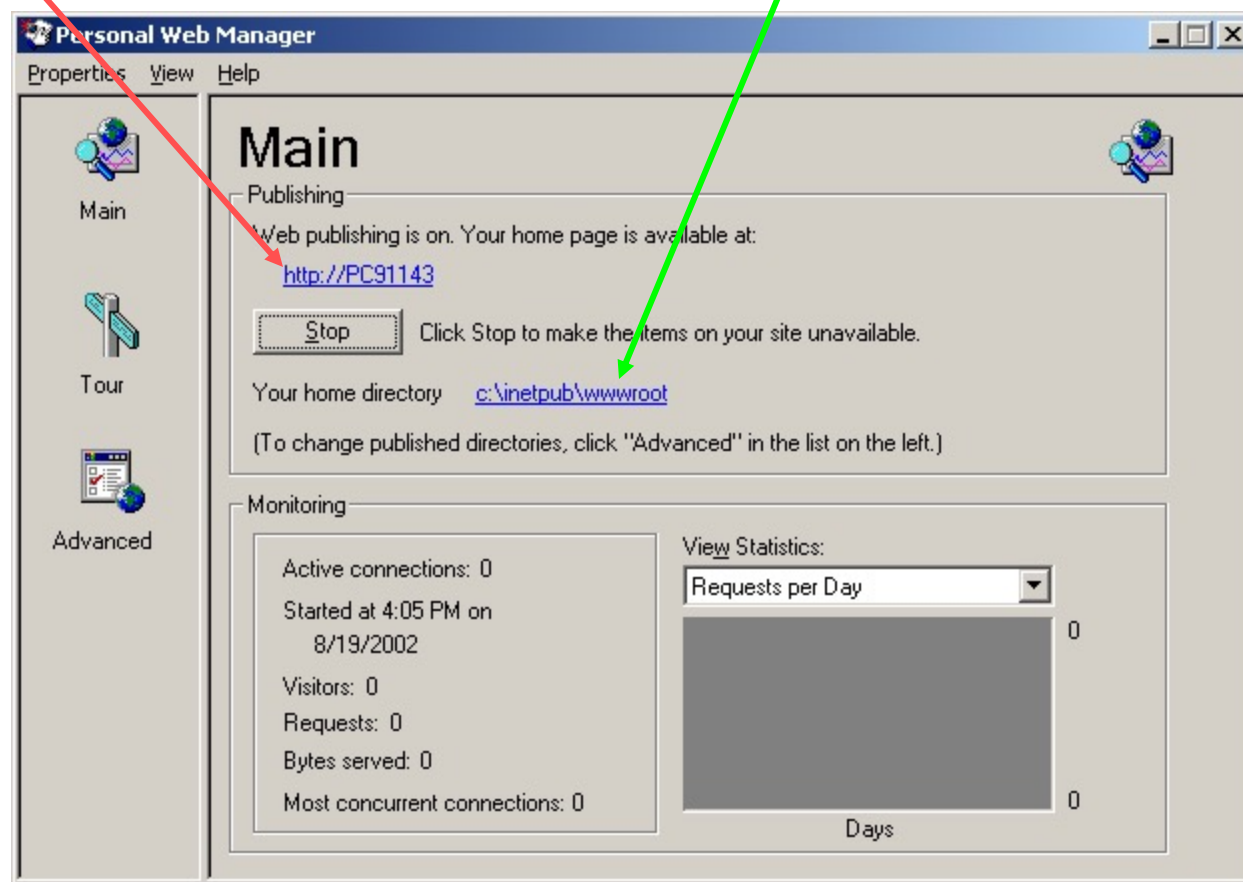 Personal Web Manager
Properties View Help
Main
Tour
Advanced
Main
Publishing
Web publishing is on. Your home page is available at:
http://PC91143
Stop Click Stop to make the items on your site unavailable.
Your home directory c:\inetpub\wwwroot
(To change published directories, click "Advanced" in the list on the left.)
Monitoring
Active connections: 0
Started at 4:05 PM on
8/19/2002
Visitors: 0
Requests: 0
Bytes served: 0
Most concurrent connections: 0
View Statistics:
Requests per Day
0
0
Days